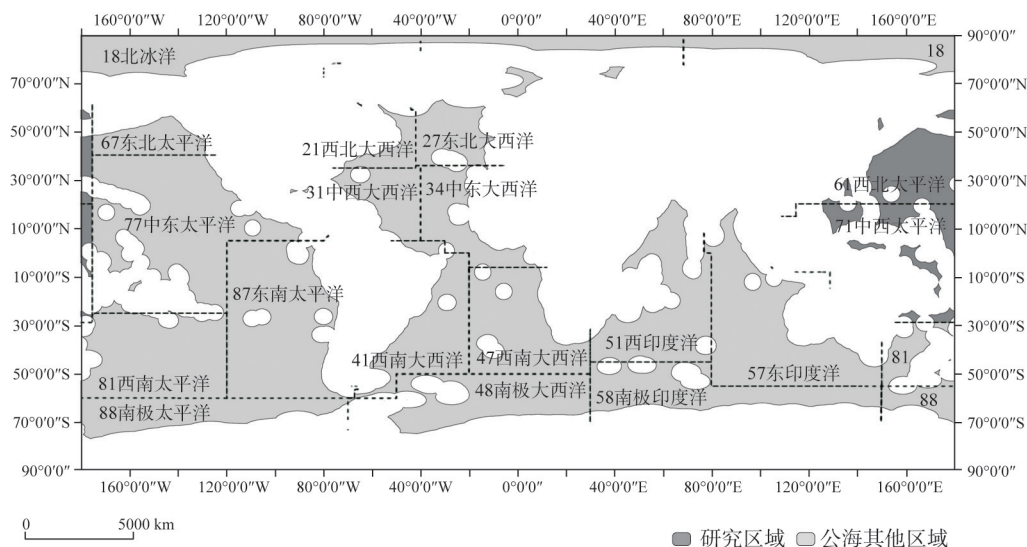 160°0'0"W 120°0'0"W 80°0'0"W 40°0'0"W 0°0'0" 40°0'0"E 80°0'0"E 120°0'0"E 160°0'0"E
90°0'0" 90°0'0"
18北冰洋 18
70°0'0"N 70°0'0"N
50°0'0"N 50°0'0"N
67东北太平洋 21西北大西洋 27东北大西洋
30°0'0"N 30°0'0"N
31中西大西洋 34中东大西洋 61西北太平洋
77中东太平洋 71中西太平洋
10°0'0"N 10°0'0"N
10°0'0"S 10°0'0"S
87东南太平洋
30°0'0"S 30°0'0"S
41西南大西洋 47西南大西洋 51西印度洋 81
50°0'0"S 50°0'0"S
81西南太平洋 57东印度洋
88南极太平洋 48南极大西洋 58南极印度洋 88
70°0'0"S 70°0'0"S
90°0'0" 90°0'0"
160°0'0"W 120°0'0"W 80°0'0"W 40°0'0"W 0°0'0" 40°0'0"E 80°0'0"E 120°0'0"E 160°0'0"E
0 5000 km
研究区域 公海其他区域